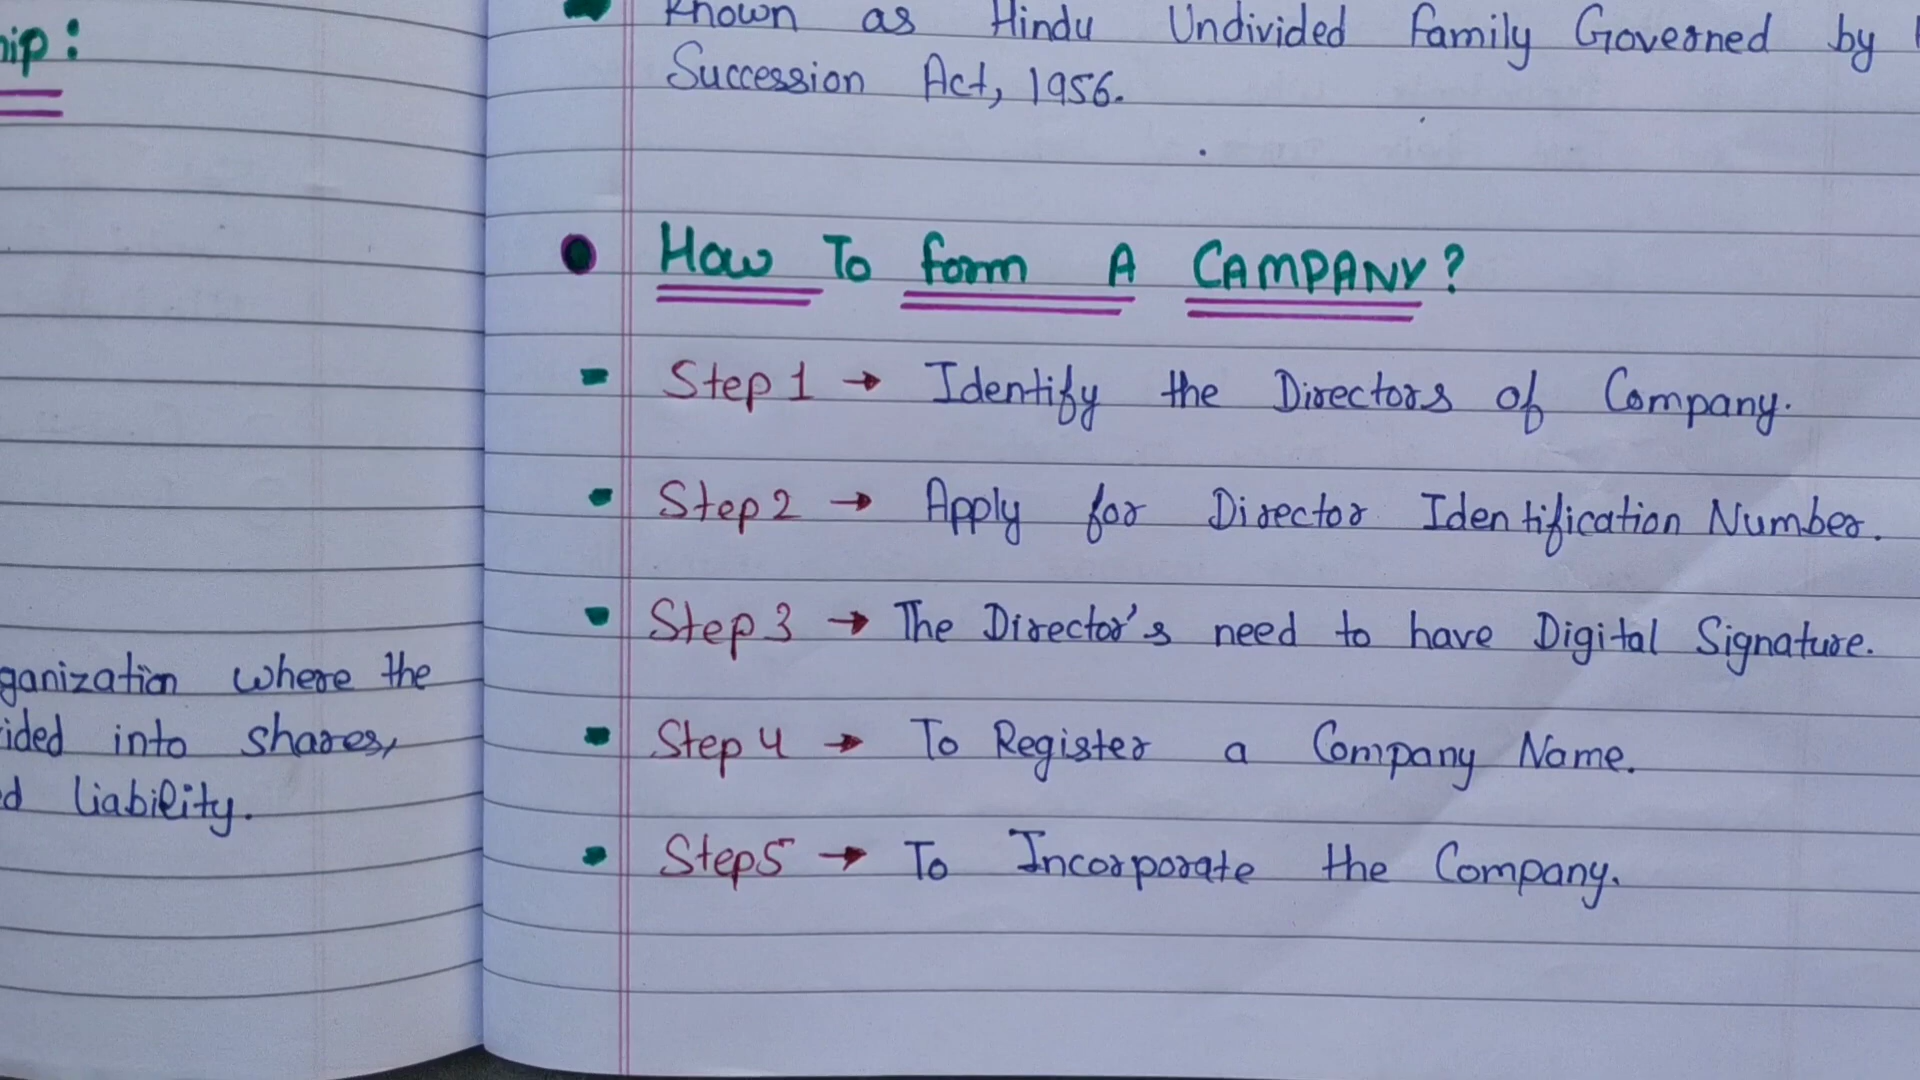 ip:
ganization where the
ided into shares,
d liability.
Known as Hindu Undivided Family Governed by
Succession Act, 1956.
How To form A CAMPANY?
Step 1 → Identify the Directors of Company.
Step 2 → Apply for Director Identification Number.
Step 3 → The Director's need to have Digital Signature.
Step 4 → To Register a Company Name.
Step 5 → To Incorporate the Company.